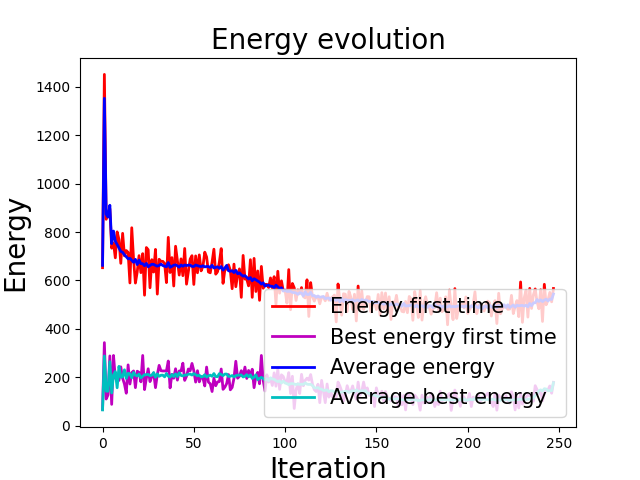 Energy evolution
1400
1200
1000
800
600
400
200
0
Energy
Energy first time
Best energy first time
Average energy
Average best energy
0 50 100 150 200 250
Iteration